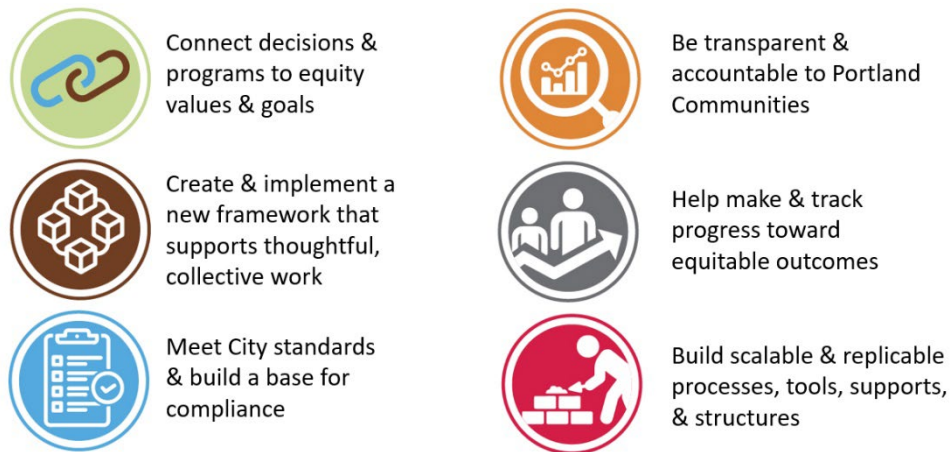 Connect decisions &
programs to equity
values & goals
Create & implement a
new framework that
supports thoughtful,
collective work
Meet City standards
& build a base for
compliance
Be transparent &
accountable to Portland
Communities
Help make & track
progress toward
equitable outcomes
Build scalable & replicable
processes, tools, supports,
& structures